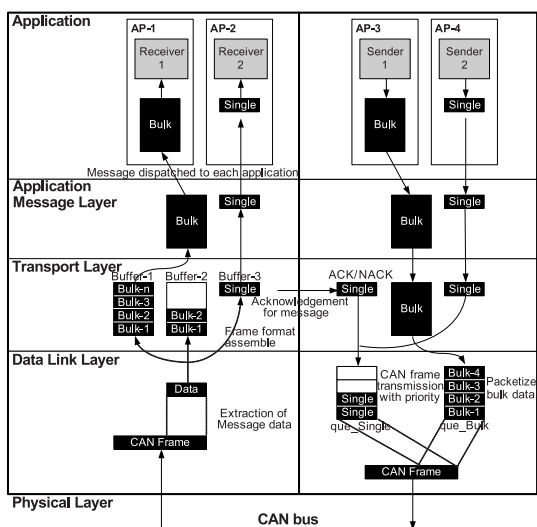 Application
AP-1
AP-2
AP-3
AP-4
Receiver
1
Receiver
2
Sender
1
Sender
2
Bulk
Single
Bulk
Single
Message dispatched to each application
Application
Message Layer
Bulk
Single
Bulk
Single
Transport Layer
Buffer-1
Buffer-2
Buffer-3
ACK/NACK
Bulk-n
Bulk-3
Bulk-2
Bulk-1
Bulk-2
Bulk-1
Single
Single
Bulk
Single
Acknowledgement
for message
Frame format
assemble
Data Link Layer
Data
Extraction of
Message data
CAN Frame
CAN frame
transmission
with priority
Single
Single
que_Single
Bulk-4
Bulk-3
Bulk-2
Bulk-1
que_Bulk
Packetize
bulk data
CAN Frame
Physical Layer
CAN bus